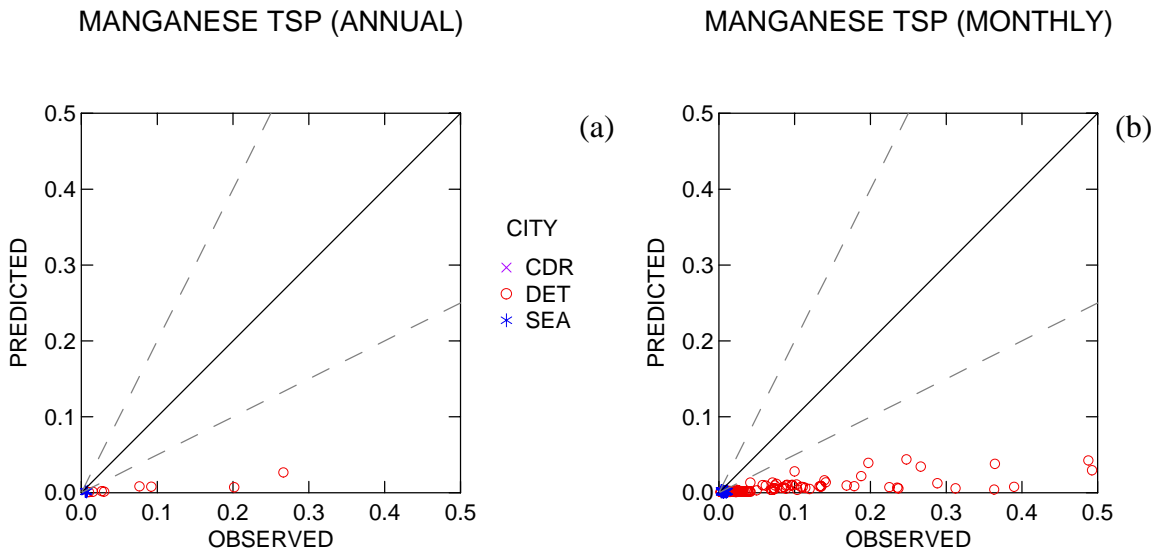 MANGANESE TSP (ANNUAL)
0.5
0.4
0.3
0.2
0.1
0.0
PREDICTED
0.0 0.1 0.2 0.3 0.4 0.5
OBSERVED
(a)
CITY
CDR
DET
SEA
MANGANESE TSP (MONTHLY)
0.5
0.4
0.3
0.2
0.1
0.0
PREDICTED
0.0 0.1 0.2 0.3 0.4 0.5
OBSERVED
(b)